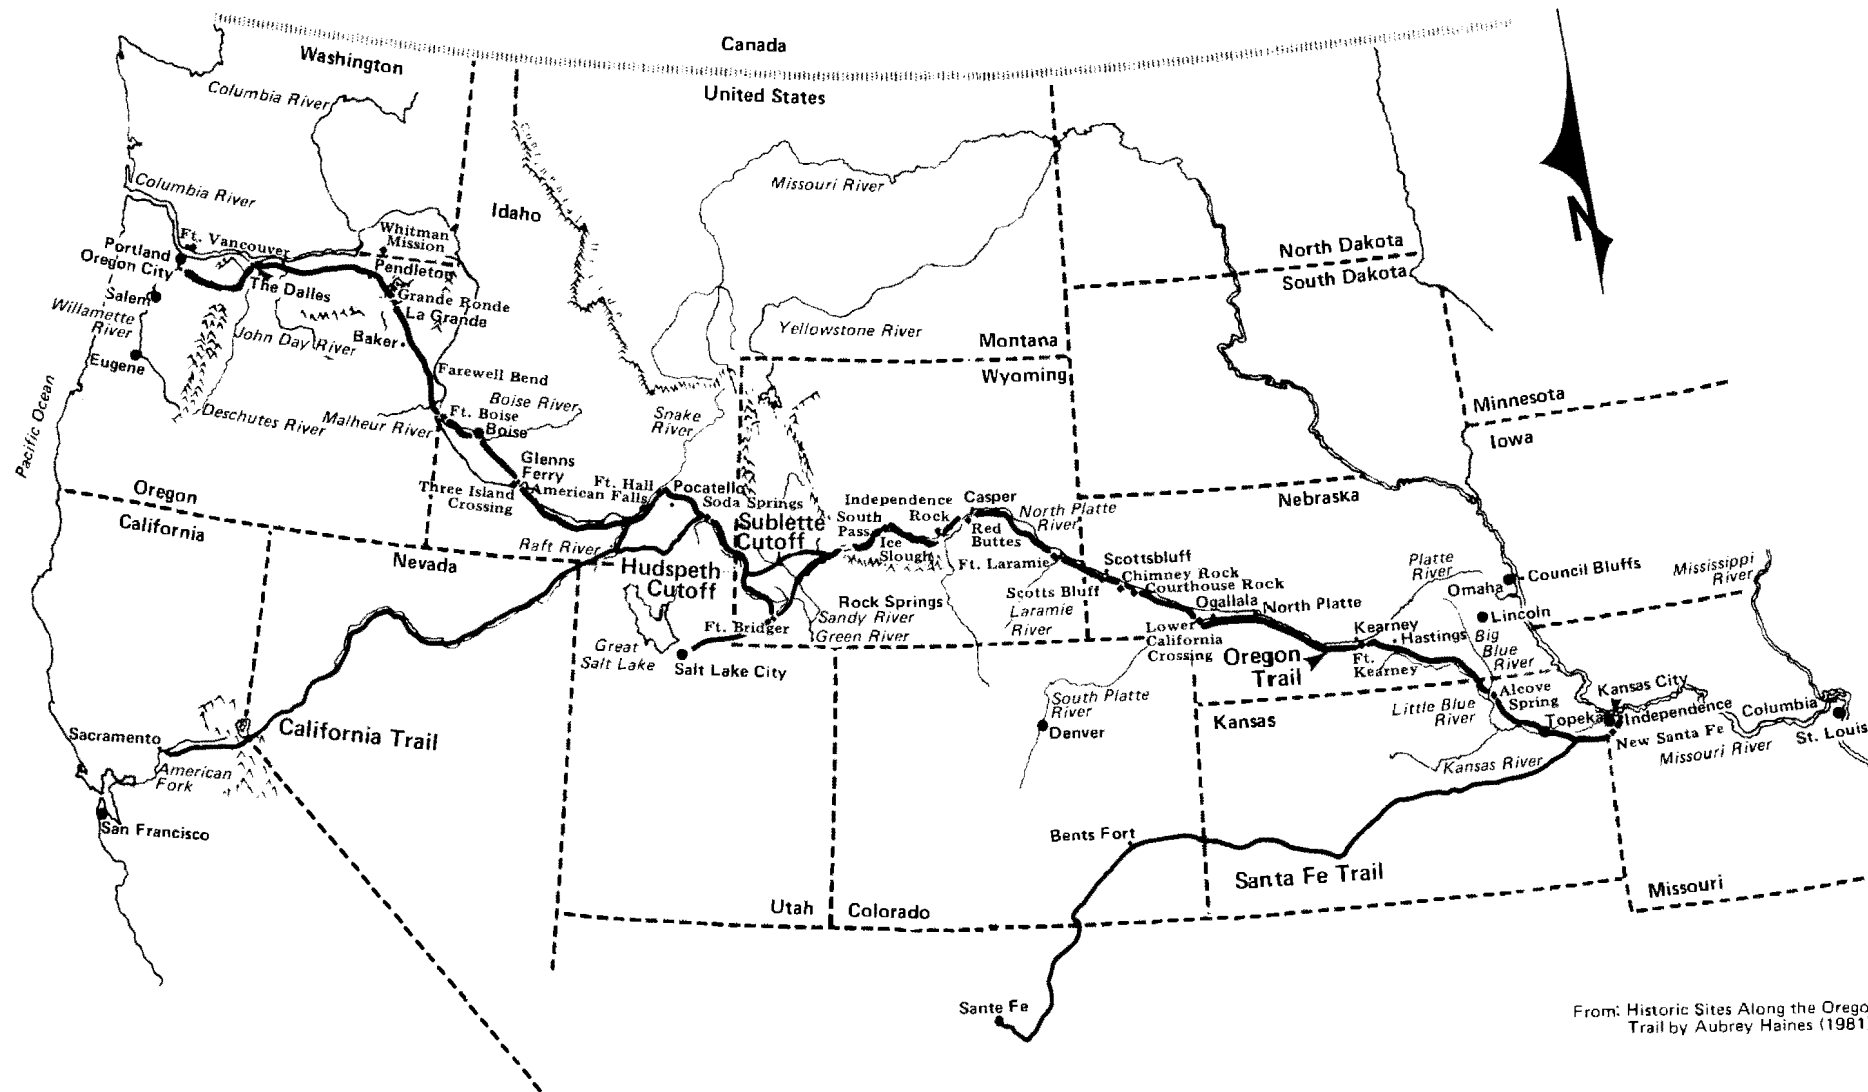 Canada
Washington
United States
Columbia River
Continental
Missouri River
Columbia River
Idaho
North Dakota
South Dakota
Whitman
Mission
Ft. Vancouver
Portland
Oregon City
Pendleton
The Dalles
Grande Ronde
La Grande
Salem
Willamette
River
John Day River
Baker
Yellowstone River
Montana
Wyoming
Eugene
Farewell Bend
Boise River
Pacific Ocean
Deschutes River
Malheur River
Ft. Boise
Boise
Snake
River
Minnesota
Iowa
Glenns
Ferry
Three Island
Crossing
American Falls
Ft. Hall
Pocatello
Soda Springs
Oregon
California
Nevada
Raft River
Sublette
Cutoff
Hudspeth
Cutoff
South
Pass
Independence
Rock
Ice
Slough
Casper
Red
Buttes
North Platte
River
Nebraska
Ft. Laramie
Scottsbluff
Chimney Rock
Courthouse Rock
Scotts Bluff
Laramie
River
Ogallala
North Platte
Platte
River
Omaha
Council Bluffs
Mississippi
River
Lincoln
Rock Springs
Sandy River
Green River
Ft. Bridger
Great
Salt Lake
Salt Lake City
Lower
California
Crossing
Oregon
Trail
Kearney
Ft.
Kearney
Hastings
Big
Blue
River
Alcove
Spring
Little Blue
River
South Platte
River
Denver
Kansas
Kansas City
Topeka
Independence
New Santa Fe
Columbia
St. Louis
Missouri River
Kansas River
California Trail
Sacramento
American
Fork
San Francisco
Bents Fort
Santa Fe Trail
Missouri
Utah
Colorado
Sante Fe
N
From: Historic Sites Along the Orego
Trail by Aubrey Haines (1981